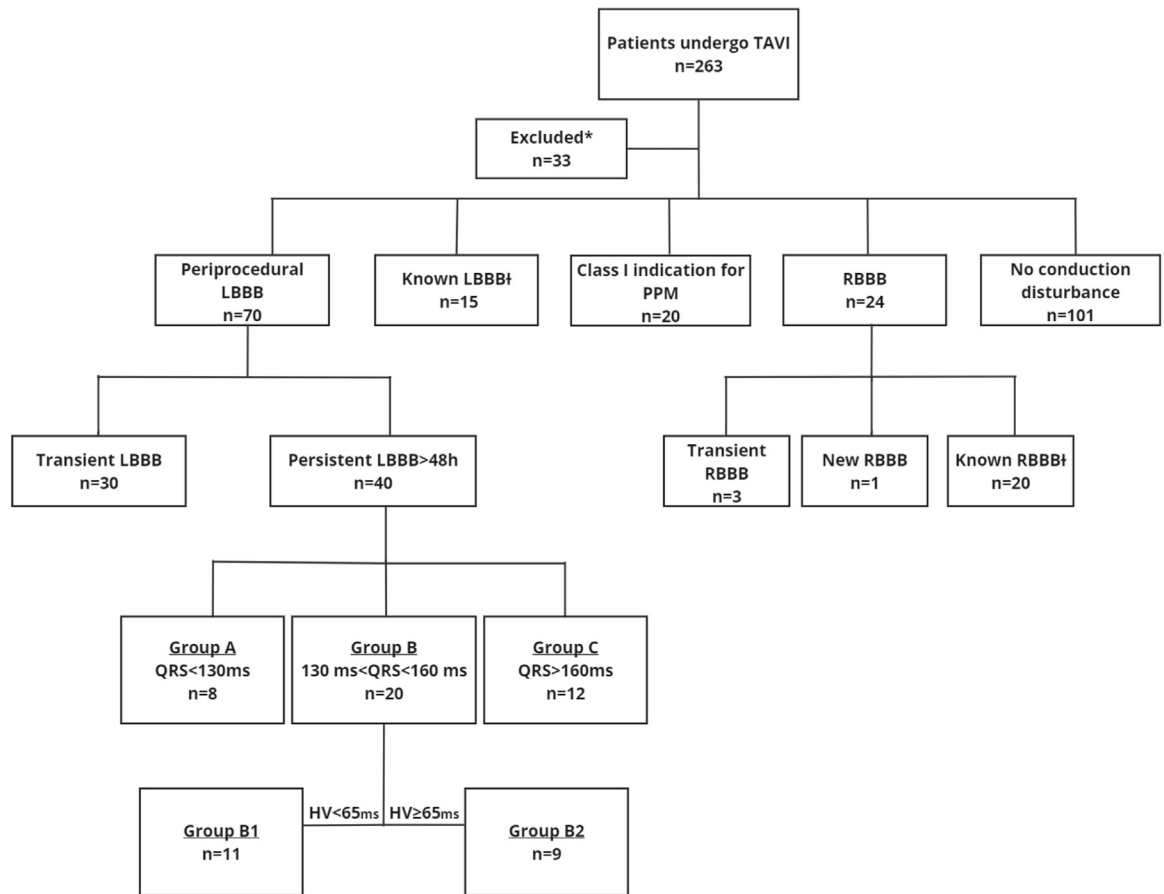 Patients undergo TAVI
n=263
Excluded*
n=33
Periprocedural
LBBB
n=70
Known LBBBƗ
n=15
Class I indication for
PPM
n=20
RBBB
n=24
No conduction
disturbance
n=101
Transient LBBB
n=30
Persistent LBBB>48h
n=40
Transient
RBBB
n=3
New RBBB
n=1
Known RBBBƗ
n=20
Group A
QRS<130ms
n=8
Group B
130 ms<QRS<160 ms
n=20
Group C
QRS>160ms
n=12
HV<65ms
HV≥65ms
Group B1
n=11
Group B2
n=9